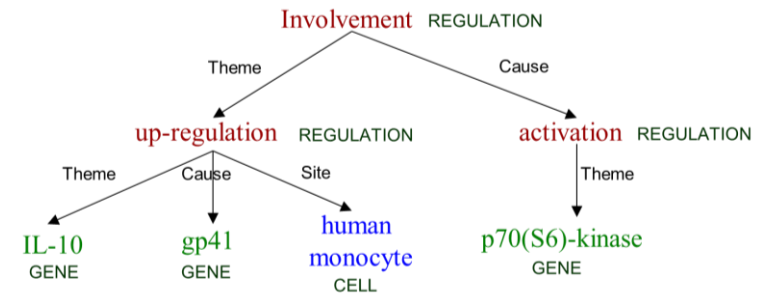 Involvement REGULATION
Theme Cause
up-regulation REGULATION activation REGULATION
Theme Cause Site Theme
IL-10 gp41 human monocyte p70(S6)-kinase
GENE GENE CELL GENE